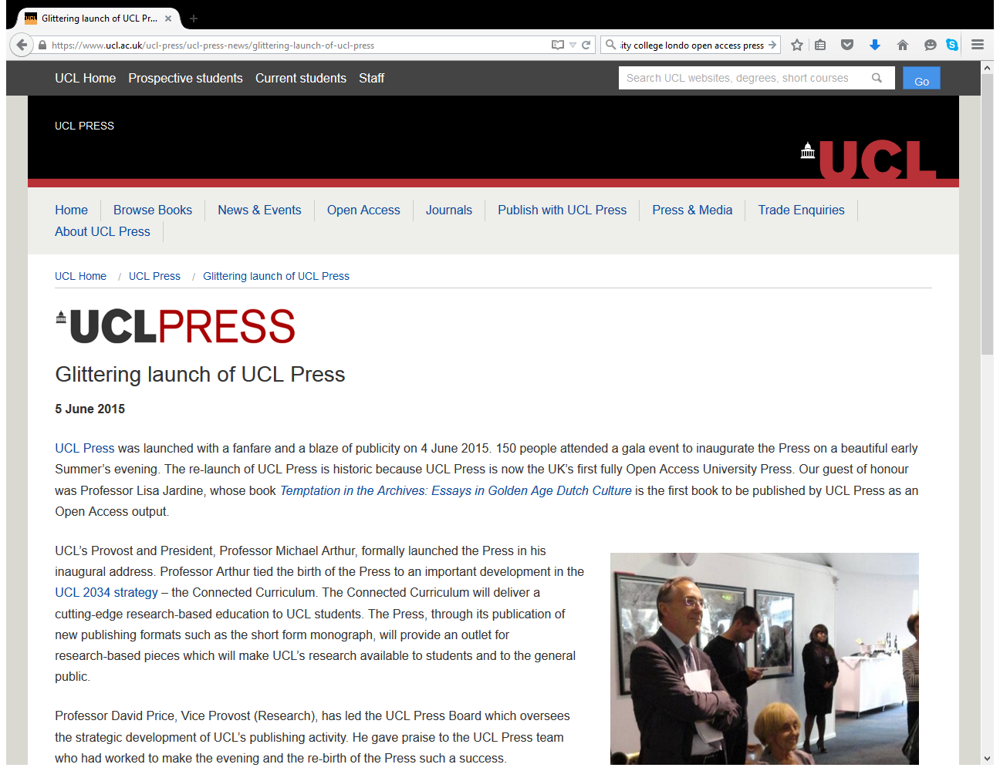 Glittering launch of UCL Pr...
https://www.ucl.ac.uk/ucl-press/ucl-press-news/glittering-launch-of-ucl-press
ity college londo open access press
UCL Home Prospective students Current students Staff
Search UCL websites, degrees, short courses
Go
UCL PRESS
UCL
Home Browse Books News & Events Open Access Journals Publish with UCL Press Press & Media Trade Enquiries
About UCL Press
UCL Home / UCL Press / Glittering launch of UCL Press
UCLPRESS
Glittering launch of UCL Press
5 June 2015
UCL Press was launched with a fanfare and a blaze of publicity on 4 June 2015. 150 people attended a gala event to inaugurate the Press on a beautiful early
Summer’s evening. The re-launch of UCL Press is historic because UCL Press is now the UK’s first fully Open Access University Press. Our guest of honour
was Professor Lisa Jardine, whose book Temptation in the Archives: Essays in Golden Age Dutch Culture is the first book to be published by UCL Press as an
Open Access output.
UCL’s Provost and President, Professor Michael Arthur, formally launched the Press in his
inaugural address. Professor Arthur tied the birth of the Press to an important development in the
UCL 2034 strategy – the Connected Curriculum. The Connected Curriculum will deliver a
cutting-edge research-based education to UCL students. The Press, through its publication of
new publishing formats such as the short form monograph, will provide an outlet for
research-based pieces which will make UCL’s research available to students and to the general
public.
Professor David Price, Vice Provost (Research), has led the UCL Press Board which oversees
the strategic development of UCL’s publishing activity. He gave praise to the UCL Press team
who had worked to make the evening and the re-birth of the Press such a success.